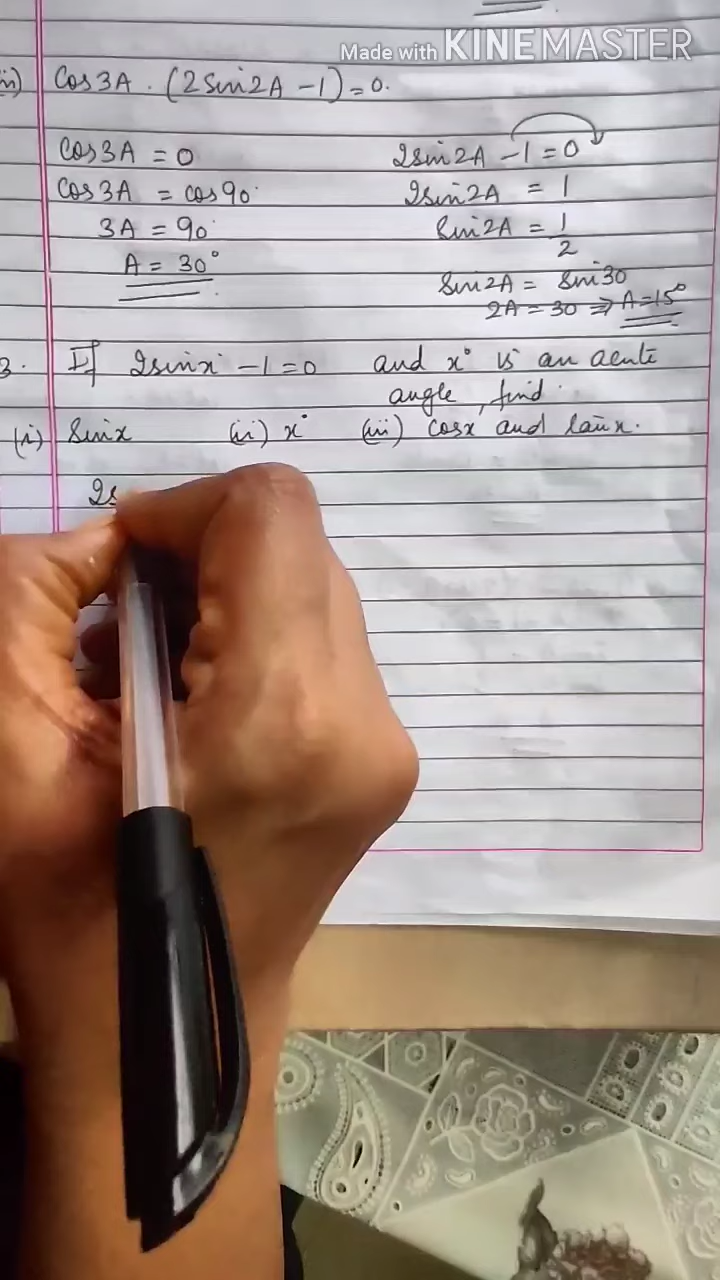 Made with KINEMASTER
iii) Cos3A . (2sin2A – 1) = 0.
Cos3A = 0
Cos3A = cos90°
3A = 90°
A = 30°
2sin2A – 1 = 0
2sin2A = 1
Sin2A = 1/2
Sin2A = Sin30
2A = 30 ⇒ A = 15°
3. If 2sinx° – 1 = 0 and x° is an acute
angle, find
(i) Sinx (ii) x° (iii) cosx and tanx.
2s